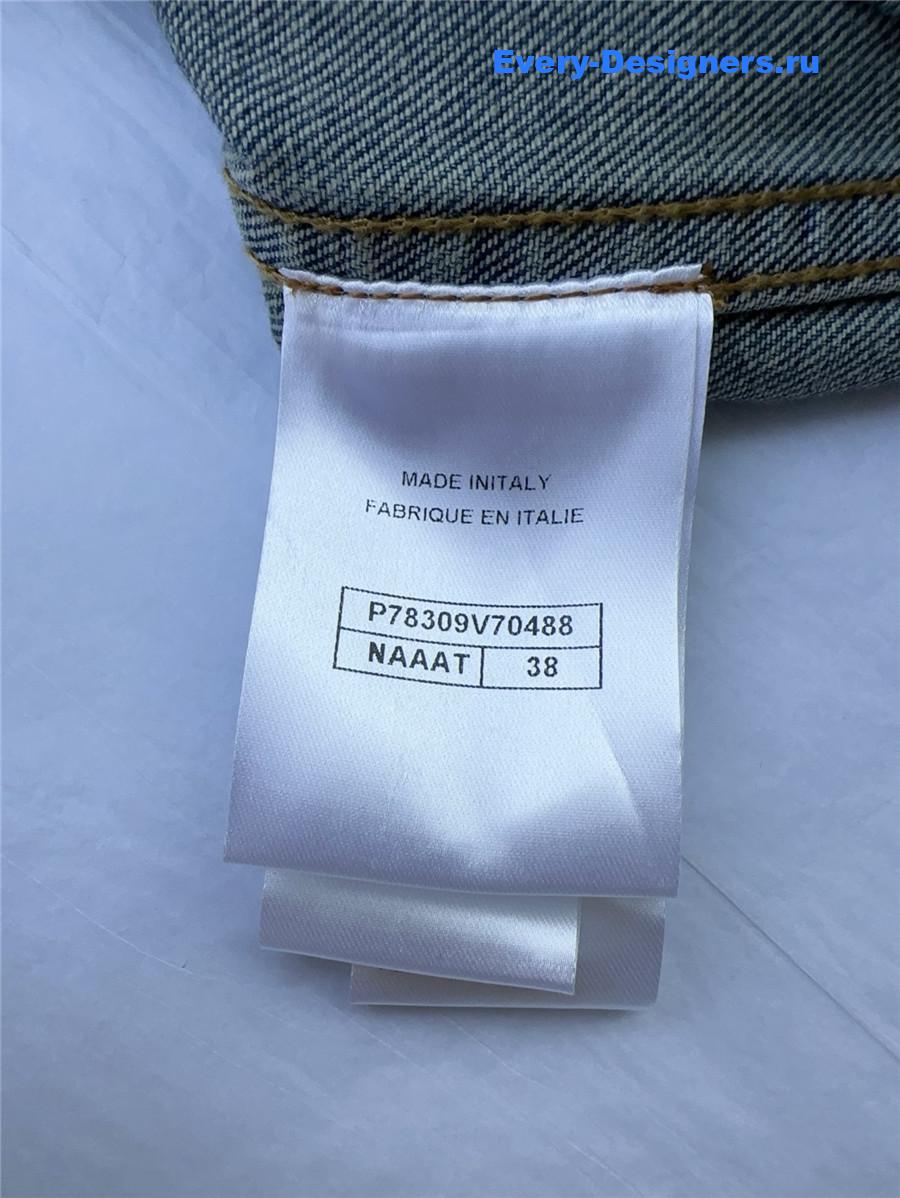 Every-Designers.ru
MADE INITALY
FABRIQUE EN ITALIE
P78309V70488
NAAAT 38